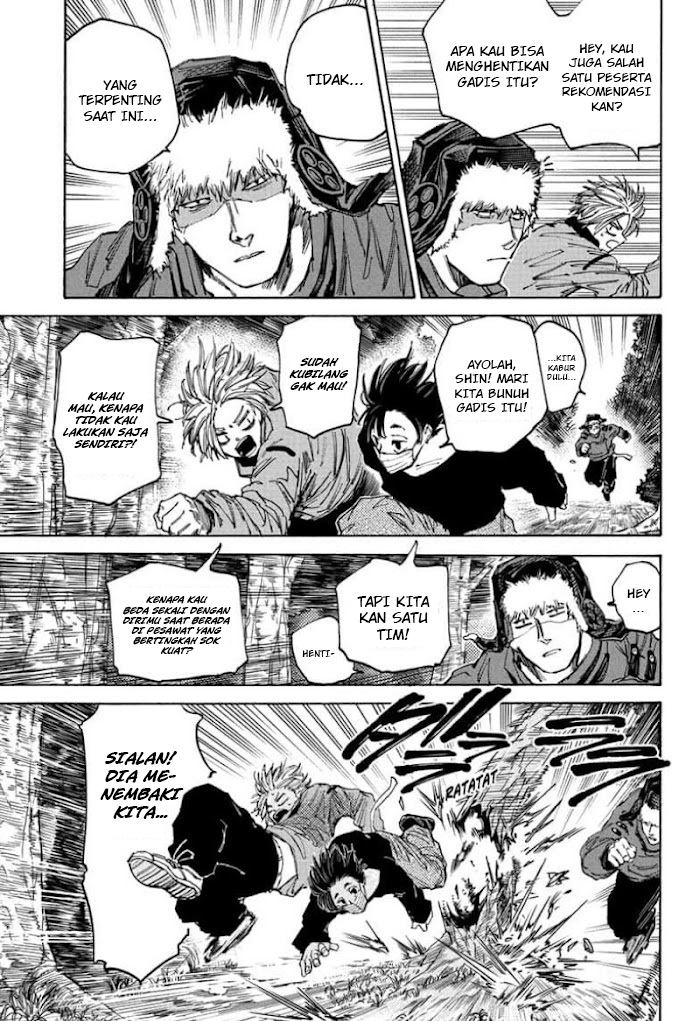 HEY, KAU
JUGA SALAH
SATU PESERTA
REKOMENDASI
KAN?
APA KAU BISA
MENGHENTIKAN
GADIS ITU?
TIDAK...
YANG
TERPENTING
SAAT INI...
...KITA
KABUR
DULU...
AYOLAH,
SHIN! MARI
KITA BUNUH
GADIS ITU!
SUDAH
KUBILANG
GAK MAU!
KALAU
MAU, KENAPA
TIDAK KAU
LAKUKAN SAJA
SENDIRI?!
HEY
...
TAPI KITA
KAN SATU
TIM!
HENTI-
KENAPA KAU
BEDA SEKALI DENGAN
DIRIMU SAAT BERADA
DI PESAWAT YANG
BERTINGKAH SOK
KUAT?
RATATAT
SIALAN!
DIA ME-
NEMBAKI
KITA...